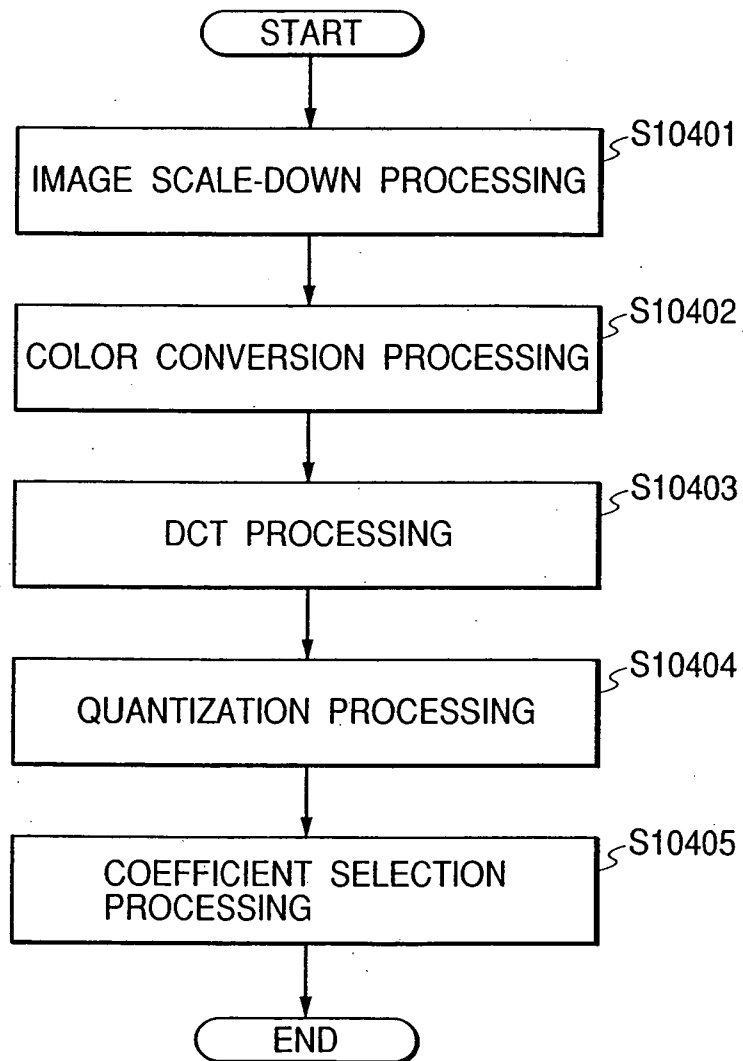 START
S10401
IMAGE SCALE-DOWN PROCESSING
S10402
COLOR CONVERSION PROCESSING
S10403
DCT PROCESSING
S10404
QUANTIZATION PROCESSING
S10405
COEFFICIENT SELECTION
PROCESSING
END